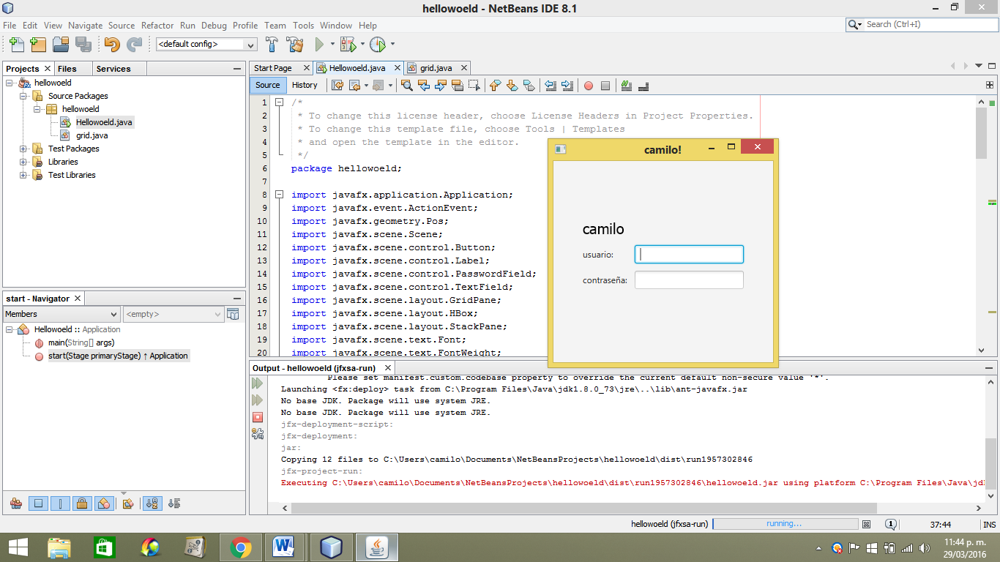 hellowoeld - NetBeans IDE 8.1
File Edit View Navigate Source Refactor Run Debug Profile Team Tools Window Help
Search (Ctrl+I)
<default config>
Projects
Files
Services
hellowoeld
Source Packages
hellowoeld
Hellowoeld.java
grid.java
Test Packages
Libraries
Test Libraries
Start Page
Hellowoeld.java
grid.java
Source
History
1 /*
2 * To change this license header, choose License Headers in Project Properties.
3 * To change this template file, choose Tools | Templates
4 * and open the template in the editor.
5 */
6 package hellowoeld;
7
8 import javafx.application.Application;
9 import javafx.event.ActionEvent;
10 import javafx.geometry.Pos;
11 import javafx.scene.Scene;
12 import javafx.scene.control.Button;
13 import javafx.scene.control.Label;
14 import javafx.scene.control.PasswordField;
15 import javafx.scene.control.TextField;
16 import javafx.scene.layout.GridPane;
17 import javafx.scene.layout.HBox;
18 import javafx.scene.layout.StackPane;
19 import javafx.scene.text.Font;
20 import javafx.scene.text.FontWeight;
camilo!
camilo
usuario:
contraseña:
start - Navigator
Members
<empty>
Hellowoeld :: Application
main(String[] args)
start(Stage primaryStage) ↑ Application
Output - hellowoeld (jfxsa-run)
Please set manifest.custom.codebase property to override the current default non-secure value '*'.
Launching <fx:deploy> task from C:\Program Files\Java\jdk1.8.0_73\jre\..\lib\ant-javafx.jar
No base JDK. Package will use system JRE.
No base JDK. Package will use system JRE.
jfx-deployment-script:
jfx-deployment:
jar:
Copying 12 files to C:\Users\camilo\Documents\NetBeansProjects\hellowoeld\dist\run1957302846
jfx-project-run:
Executing C:\Users\camilo\Documents\NetBeansProjects\hellowoeld\dist\run1957302846\hellowoeld.jar using platform C:\Program Files\Java\jd
hellowoeld (jfxsa-run)
running...
1
37:44
INS
11:44 p. m.
29/03/2016